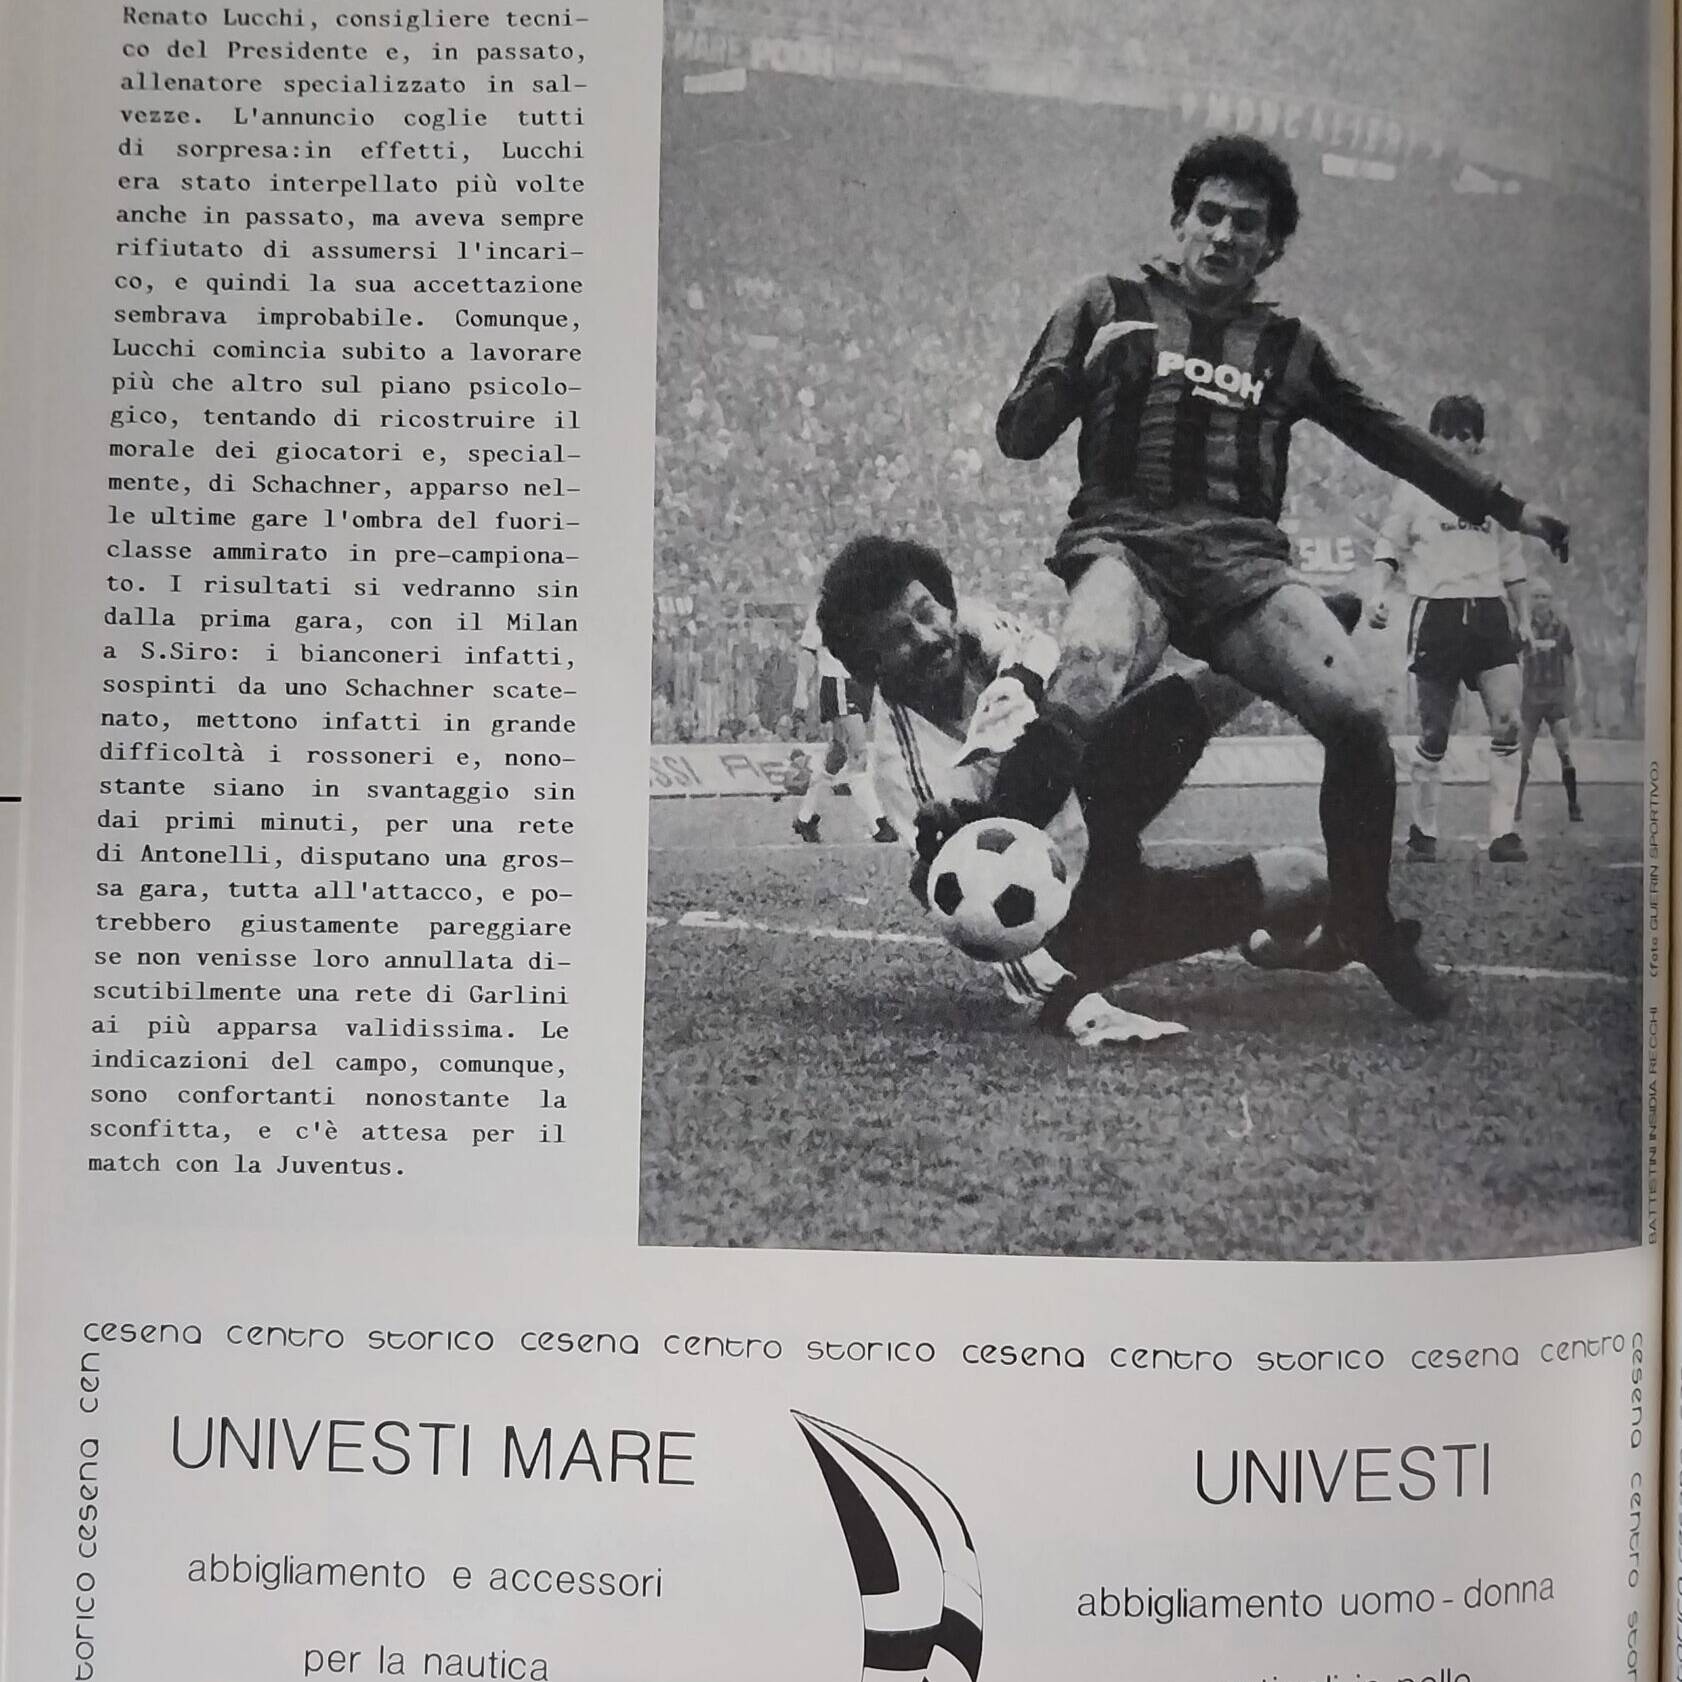 Renato Lucchi, consigliere tecni-
co del Presidente e, in passato,
allenatore specializzato in sal-
vezze. L'annuncio coglie tutti
di sorpresa:in effetti, Lucchi
era stato interpellato più volte
anche in passato, ma aveva sempre
rifiutato di assumersi l'incari-
co, e quindi la sua accettazione
sembrava improbabile. Comunque,
Lucchi comincia subito a lavorare
più che altro sul piano psicolo-
gico, tentando di ricostruire il
morale dei giocatori e, special-
mente, di Schachner, apparso nel-
le ultime gare l'ombra del fuori-
classe ammirato in pre-campiona-
to. I risultati si vedranno sin
dalla prima gara, con il Milan
a S.Siro: i bianconeri infatti,
sospinti da uno Schachner scate-
nato, mettono infatti in grande
difficoltà i rossoneri e, nono-
stante siano in svantaggio sin
dai primi minuti, per una rete
di Antonelli, disputano una gros-
sa gara, tutta all'attacco, e po-
trebbero giustamente pareggiare
se non venisse loro annullata di-
scutibilmente una rete di Garlini
ai più apparsa validissima. Le
indicazioni del campo, comunque,
sono confortanti nonostante la
sconfitta, e c'è attesa per il
match con la Juventus.
POOH
BATTISTINI INSIDIA RECCHI (foto GUERIN SPORTIVO)
cesena centro storico cesena centro storico cesena centro storico cesena centro
torico cesena cen
cesena centro stor
UNIVESTI MARE
abbigliamento e accessori
per la nautica
UNIVESTI
abbigliamento uomo - donna